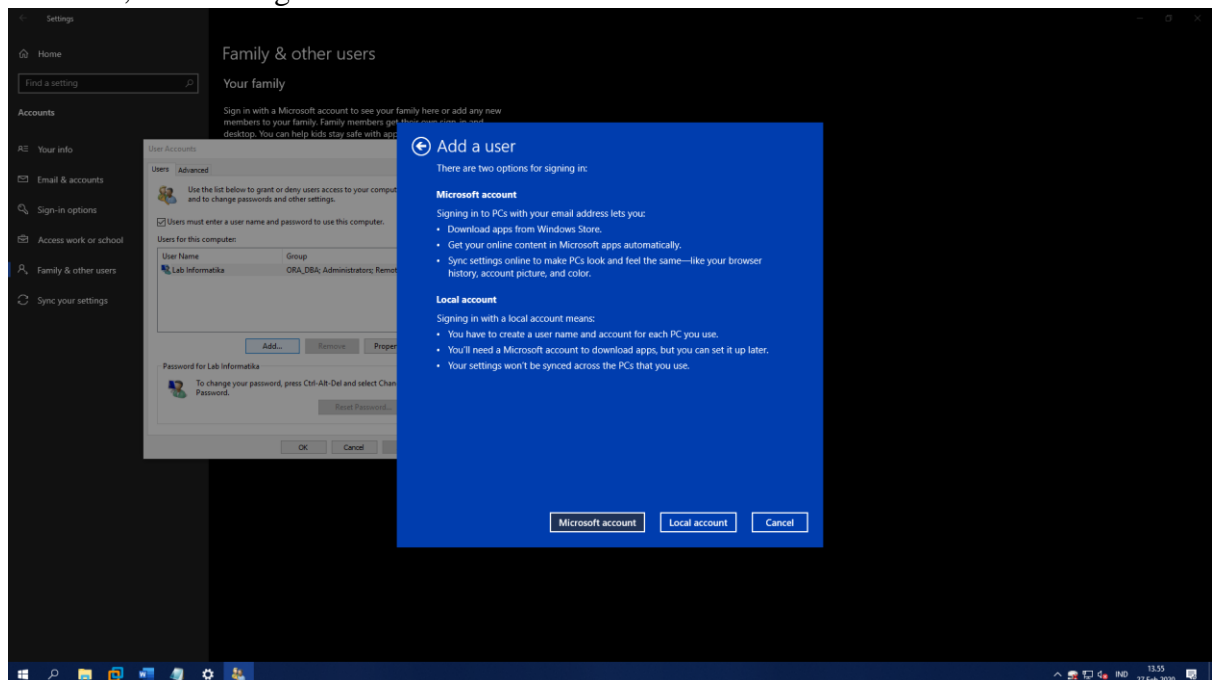 Settings
Home
Find a setting
Accounts
Your info
Email & accounts
Sign-in options
Access work or school
Family & other users
Sync your settings
Family & other users
Your family
Sign in with a Microsoft account to see your family here or add any new
members to your family. Family members get their own sign-in and
desktop. You can help kids stay safe with app
User Accounts
Users Advanced
Use the list below to grant or deny users access to your comput
and to change passwords and other settings.
Users must enter a user name and password to use this computer.
Users for this computer:
User Name Group
Lab Informatika ORA_DBA; Administrators; Remot
Add... Remove Proper
Password for Lab Informatika
To change your password, press Ctrl-Alt-Del and select Chan
Password.
Reset Password...
OK Cancel
Add a user
There are two options for signing in:
Microsoft account
Signing in to PCs with your email address lets you:
• Download apps from Windows Store.
• Get your online content in Microsoft apps automatically.
• Sync settings online to make PCs look and feel the same—like your browser
history, account picture, and color.
Local account
Signing in with a local account means:
• You have to create a user name and account for each PC you use.
• You'll need a Microsoft account to download apps, but you can set it up later.
• Your settings won't be synced across the PCs that you use.
Microsoft account Local account Cancel
IND
13.55
27 Feb 2020